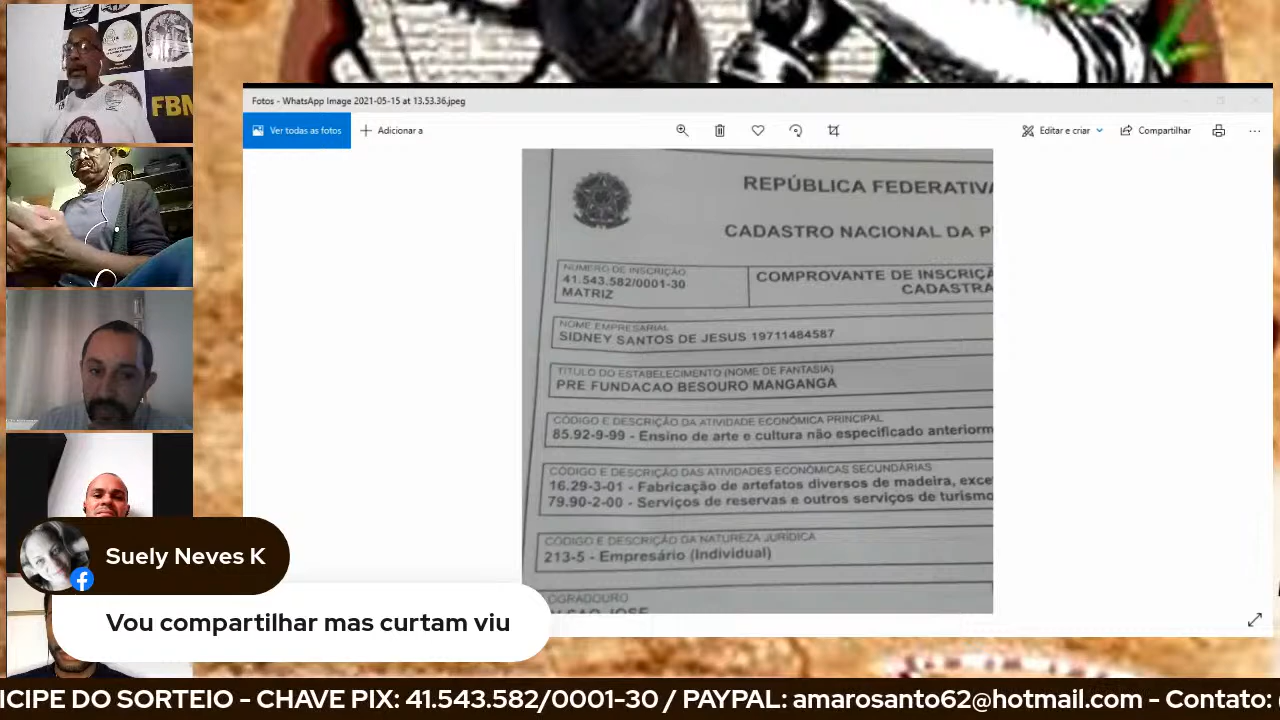 FBM
Fotos - WhatsApp Image 2021-05-15 at 13.53.36.jpeg
Ver todas as fotos
Adicionar a
Editar e criar
Compartilhar
REPÚBLICA FEDERATIVA
CADASTRO NACIONAL DA P
NÚMERO DE INSCRIÇÃO
41.543.582/0001-30
MATRIZ
COMPROVANTE DE INSCRIÇÃ
CADASTRA
NOME EMPRESARIAL
SIDNEY SANTOS DE JESUS 19711484587
TÍTULO DO ESTABELECIMENTO (NOME DE FANTASIA)
PRE FUNDACAO BESOURO MANGANGA
CÓDIGO E DESCRIÇÃO DA ATIVIDADE ECONÔMICA PRINCIPAL
85.92-9-99 - Ensino de arte e cultura não especificado anteriorm
CÓDIGO E DESCRIÇÃO DAS ATIVIDADES ECONÔMICAS SECUNDÁRIAS
16.29-3-01 - Fabricação de artefatos diversos de madeira, exce
79.90-2-00 - Serviços de reservas e outros serviços de turismo
CÓDIGO E DESCRIÇÃO DA NATUREZA JURÍDICA
213-5 - Empresário (Individual)
OGRADOURO
SAO JOSE
Suely Neves K
Vou compartilhar mas curtam viu
ICIPE DO SORTEIO - CHAVE PIX: 41.543.582/0001-30 / PAYPAL: amarosanto62@hotmail.com - Contato: